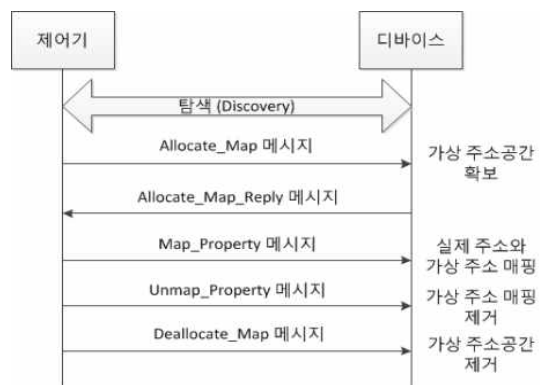 제어기
디바이스
탐색 (Discovery)
Allocate_Map 메시지
가상 주소공간
확보
Allocate_Map_Reply 메시지
Map_Property 메시지
실제 주소와
가상 주소 매핑
Unmap_Property 메시지
가상 주소 매핑
제거
Deallocate_Map 메시지
가상 주소공간
제거